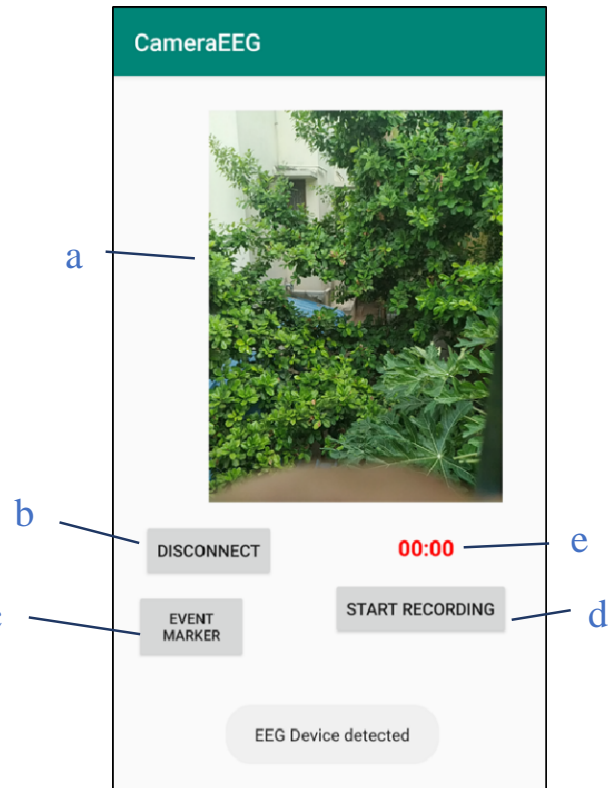 CameraEEG
a
b
DISCONNECT
00:00
e
EVENT
MARKER
START RECORDING
d
EEG Device detected